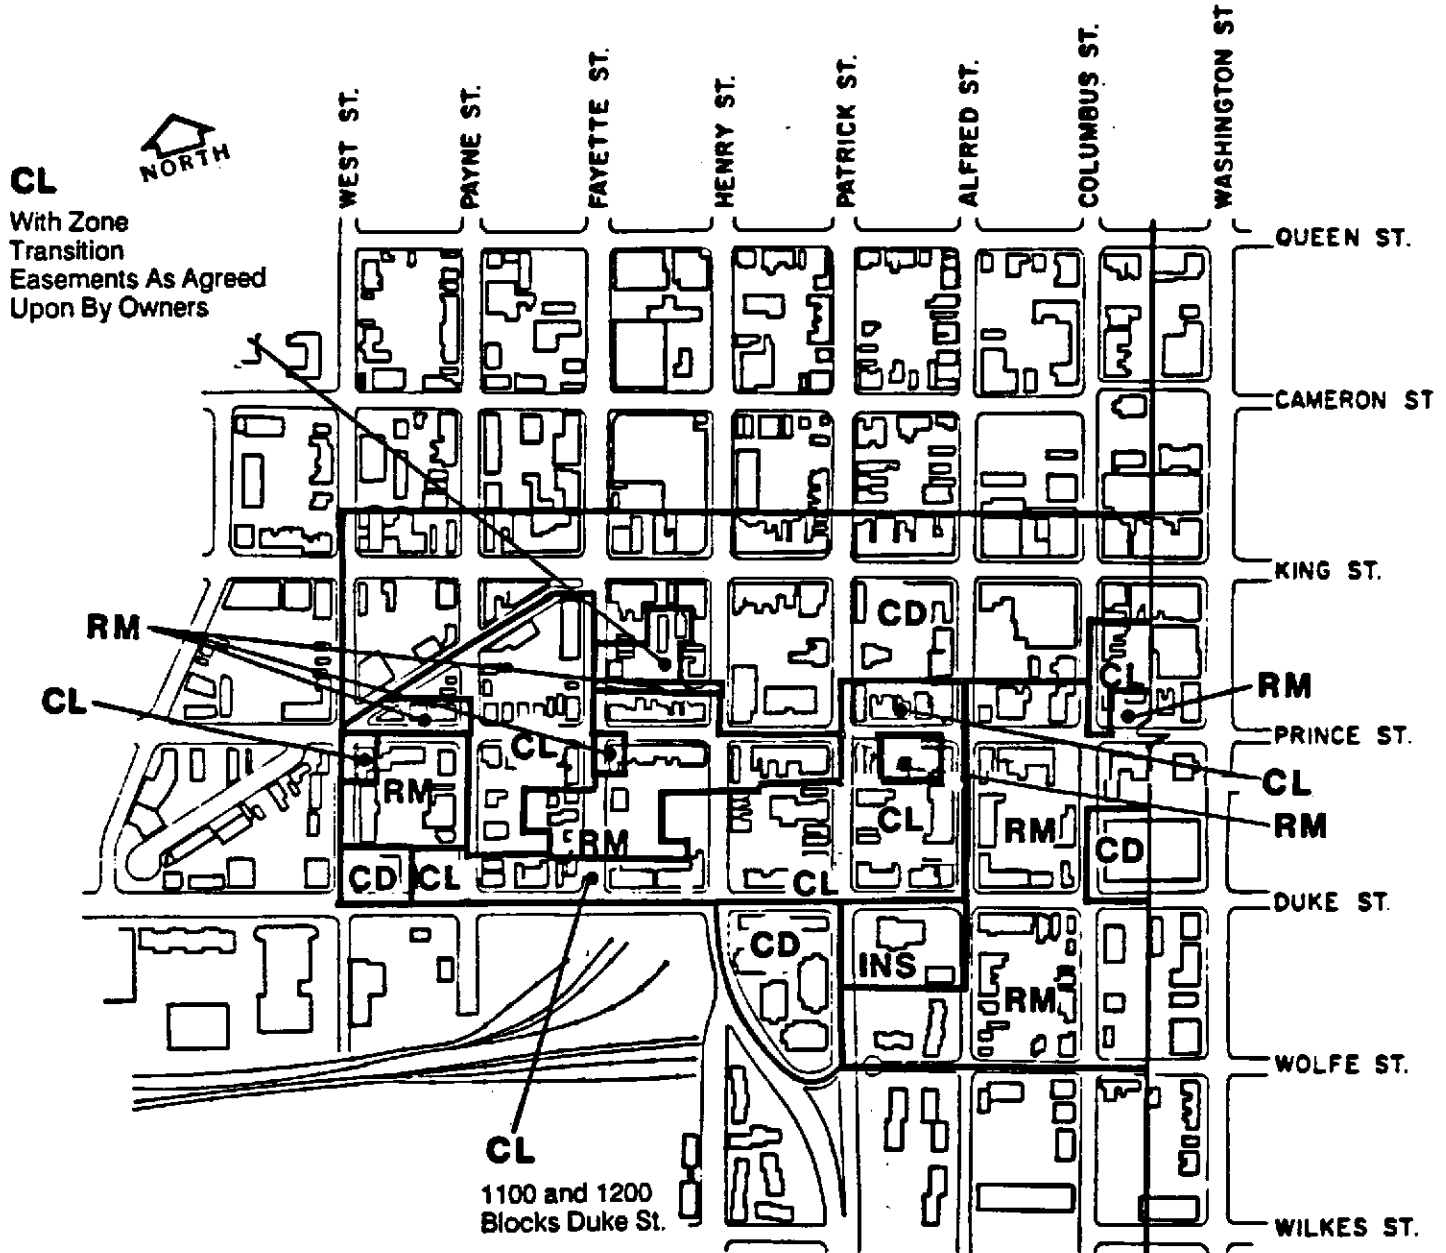 WEST ST.
PAYNE ST.
FAYETTE ST.
HENRY ST.
PATRICK ST.
ALFRED ST.
COLUMBUS ST.
WASHINGTON ST
NORTH
CL
With Zone
Transition
Easements As Agreed
Upon By Owners
QUEEN ST.
CAMERON ST
KING ST.
CD
RM
CL
RM
CL
PRINCE ST.
CL
CL
RM
CL
RM
RM
RM
CD
CD
CL
CL
DUKE ST.
CD
INS
RM
WOLFE ST.
CL
1100 and 1200
Blocks Duke St.
WILKES ST.